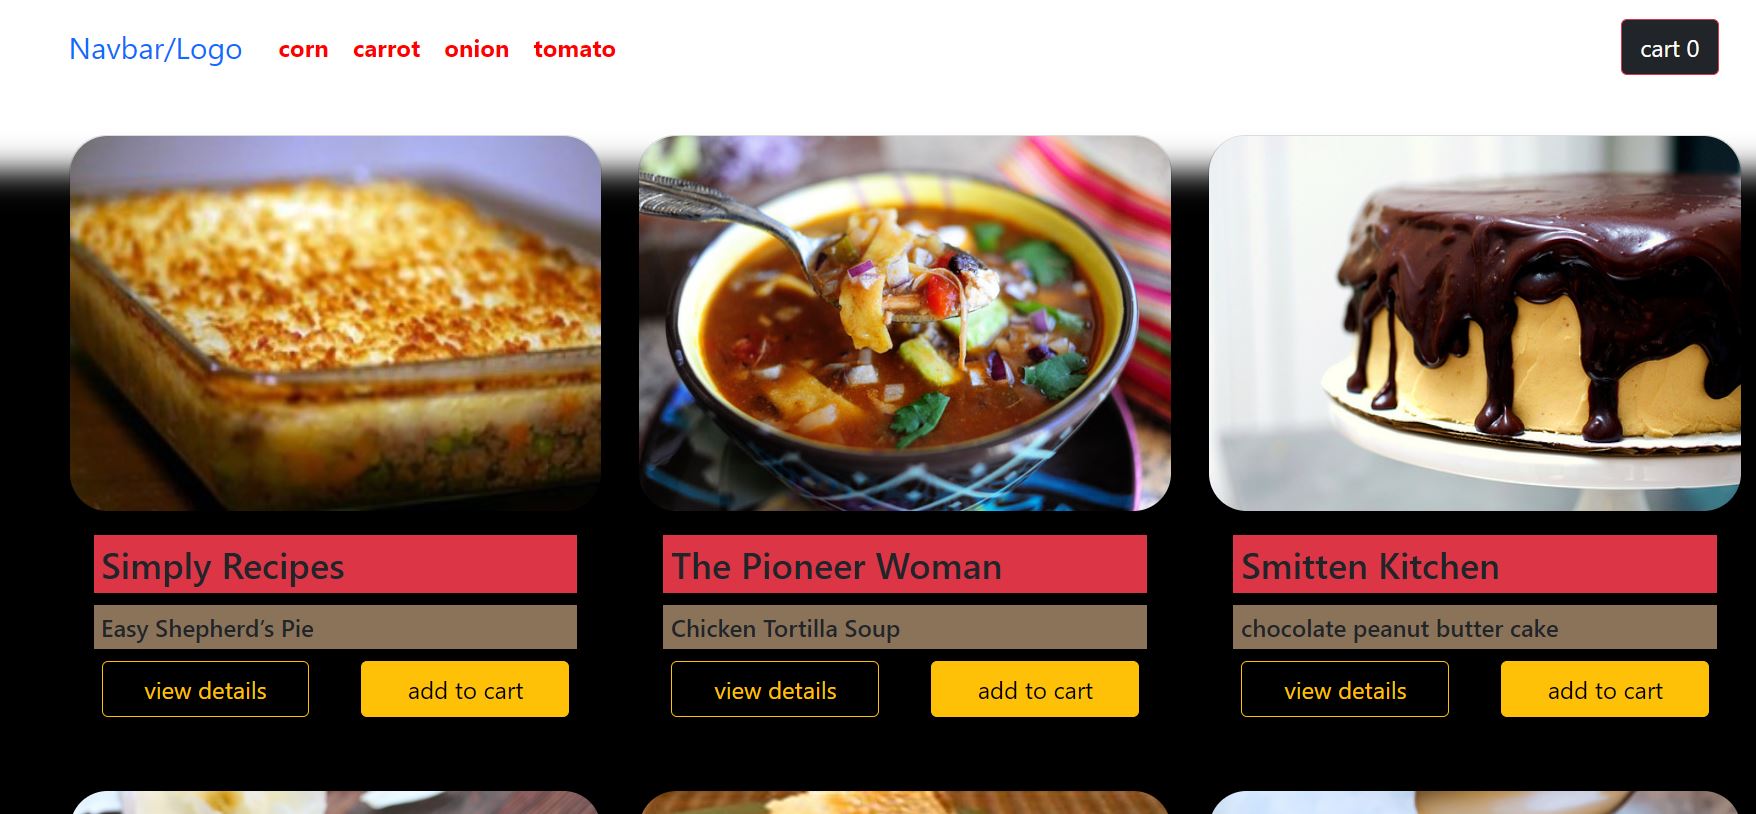 Navbar/Logo corn carrot onion tomato cart 0
Simply Recipes
Easy Shepherd’s Pie
view details add to cart
The Pioneer Woman
Chicken Tortilla Soup
view details add to cart
Smitten Kitchen
chocolate peanut butter cake
view details add to cart